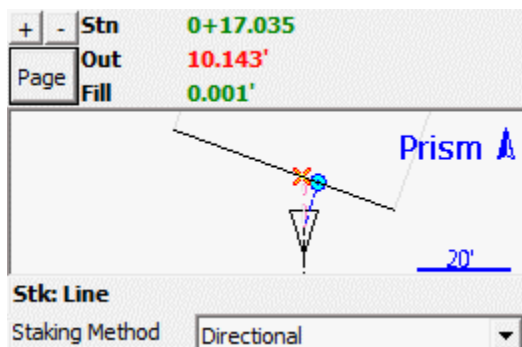 + - Stn 0+17.035
Page Out 10.143'
Fill 0.001'
Prism
20'
Stk: Line
Staking Method Directional